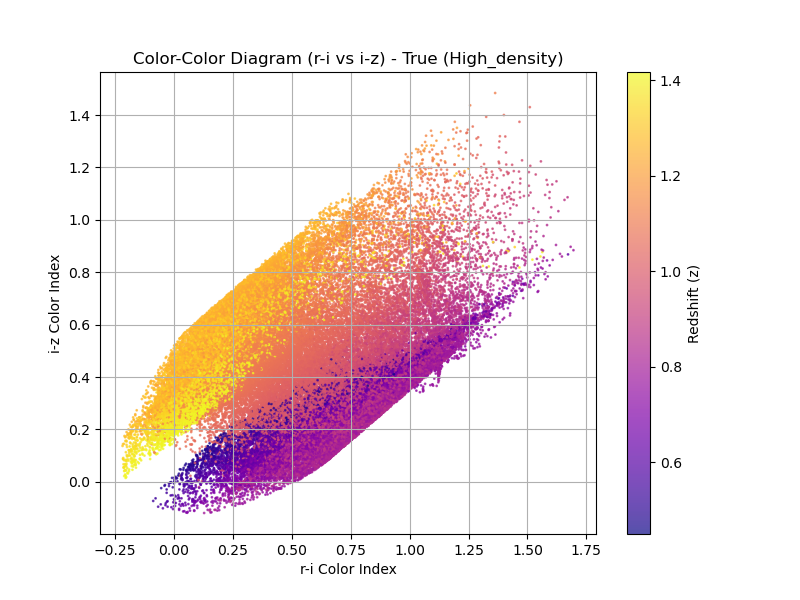 Color-Color Diagram (r-i vs i-z) - True (High_density)
i-z Color Index
1.4
1.2
1.0
0.8
0.6
0.4
0.2
0.0
−0.25 0.00 0.25 0.50 0.75 1.00 1.25 1.50 1.75
r-i Color Index
1.4
1.2
1.0
0.8
0.6
Redshift (z)